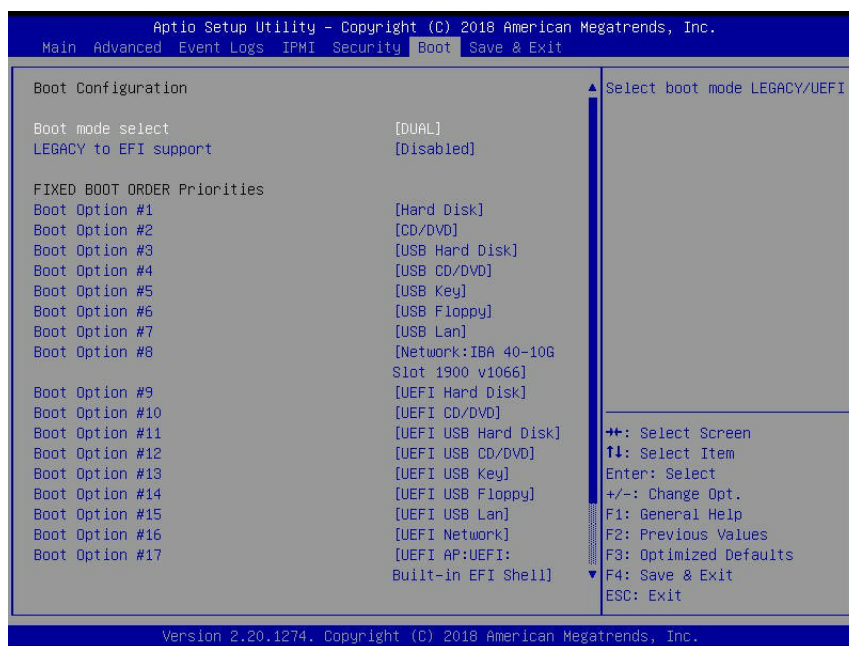 Aptio Setup Utility – Copyright (C) 2018 American Megatrends, Inc.
Main Advanced Event Logs IPMI Security Boot Save & Exit
Boot Configuration
Boot mode select [DUAL]
LEGACY to EFI support [Disabled]
FIXED BOOT ORDER Priorities
Boot Option #1 [Hard Disk]
Boot Option #2 [CD/DVD]
Boot Option #3 [USB Hard Disk]
Boot Option #4 [USB CD/DVD]
Boot Option #5 [USB Key]
Boot Option #6 [USB Floppy]
Boot Option #7 [USB Lan]
Boot Option #8 [Network:IBA 40-10G
Slot 1900 v1066]
Boot Option #9 [UEFI Hard Disk]
Boot Option #10 [UEFI CD/DVD]
Boot Option #11 [UEFI USB Hard Disk]
Boot Option #12 [UEFI USB CD/DVD]
Boot Option #13 [UEFI USB Key]
Boot Option #14 [UEFI USB Floppy]
Boot Option #15 [UEFI USB Lan]
Boot Option #16 [UEFI Network]
Boot Option #17 [UEFI AP:UEFI:
Built-in EFI Shell]
Select boot mode LEGACY/UEFI
→←: Select Screen
↑↓: Select Item
Enter: Select
+/-: Change Opt.
F1: General Help
F2: Previous Values
F3: Optimized Defaults
F4: Save & Exit
ESC: Exit
Version 2.20.1274. Copyright (C) 2018 American Megatrends, Inc.